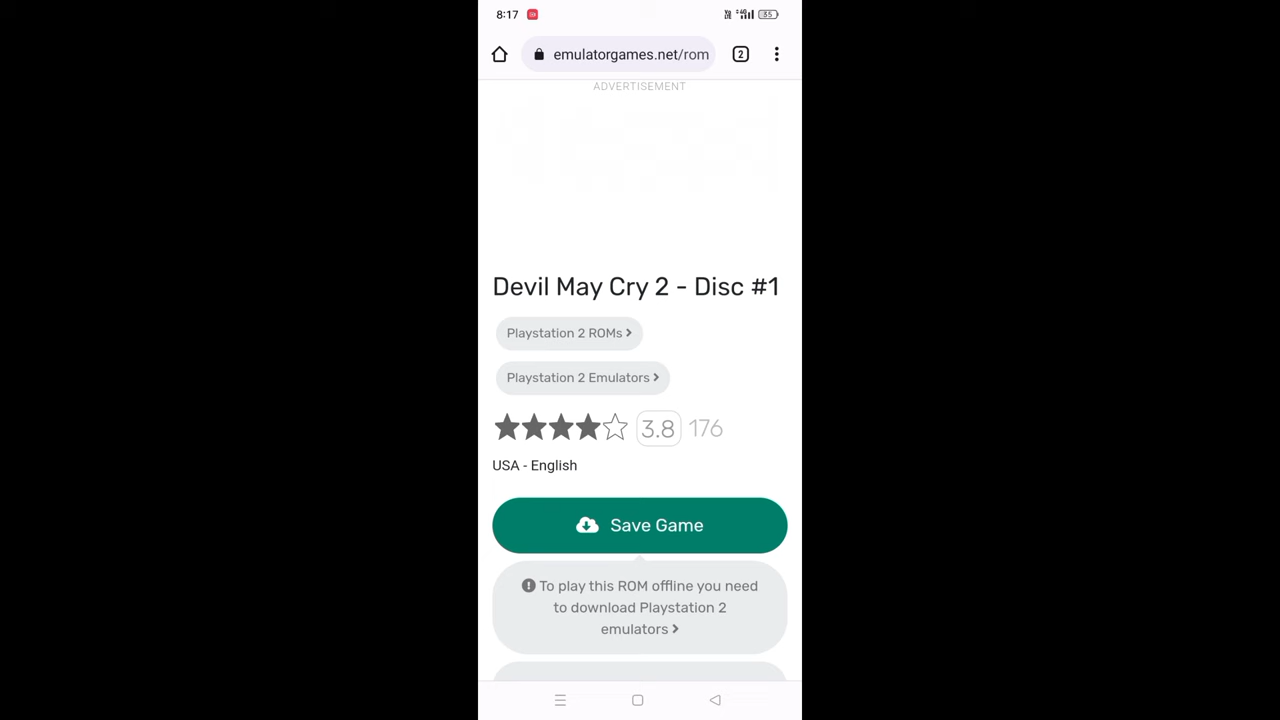 8:17
35
emulatorgames.net/rom
2
ADVERTISEMENT
Devil May Cry 2 - Disc #1
Playstation 2 ROMs
Playstation 2 Emulators
3.8 176
USA - English
Save Game
To play this ROM offline you need
to download Playstation 2
emulators